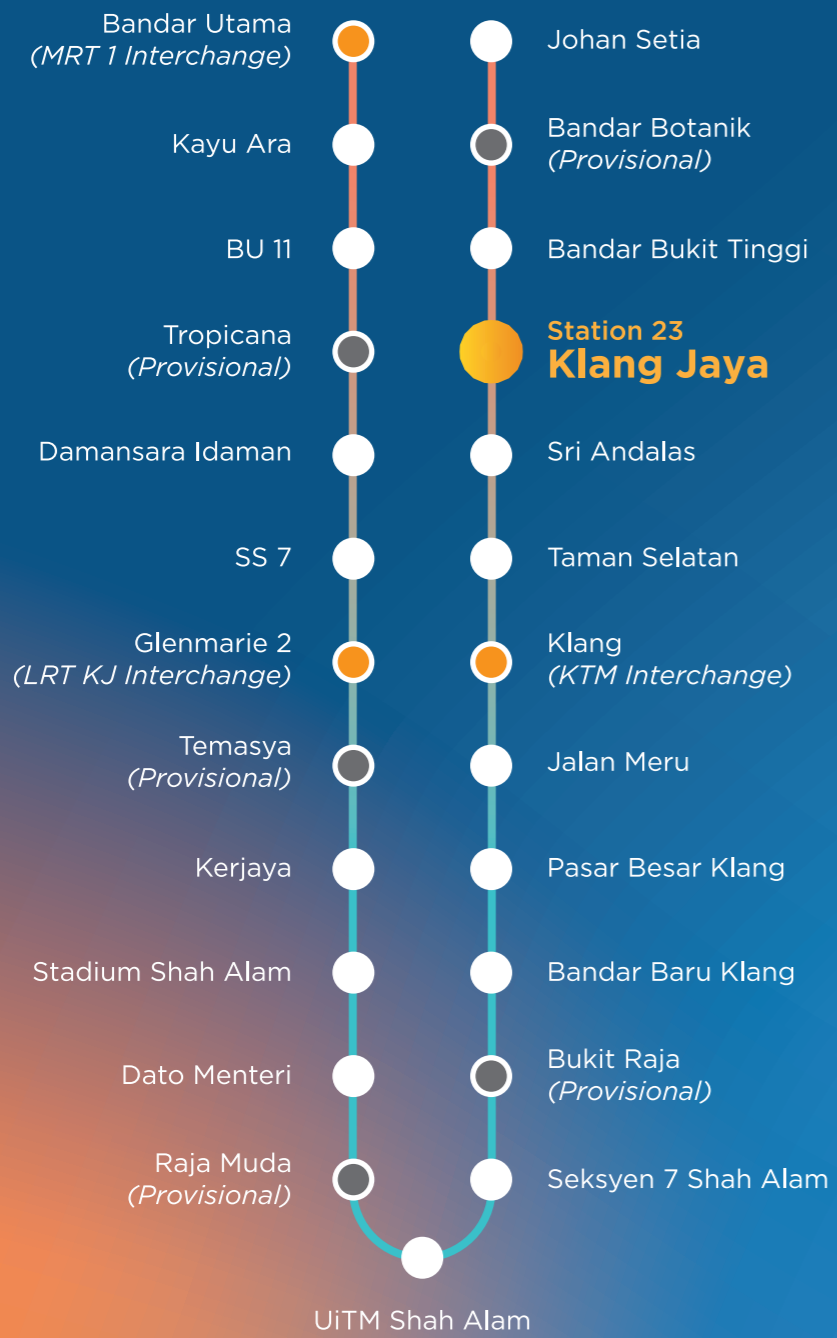 Bandar Utama
(MRT 1 Interchange)
Kayu Ara
BU 11
Tropicana
(Provisional)
Damansara Idaman
SS 7
Glenmarie 2
(LRT KJ Interchange)
Temasya
(Provisional)
Kerjaya
Stadium Shah Alam
Dato Menteri
Raja Muda
(Provisional)
UiTM Shah Alam
Johan Setia
Bandar Botanik
(Provisional)
Bandar Bukit Tinggi
Station 23
Klang Jaya
Sri Andalas
Taman Selatan
Klang
(KTM Interchange)
Jalan Meru
Pasar Besar Klang
Bandar Baru Klang
Bukit Raja
(Provisional)
Seksyen 7 Shah Alam